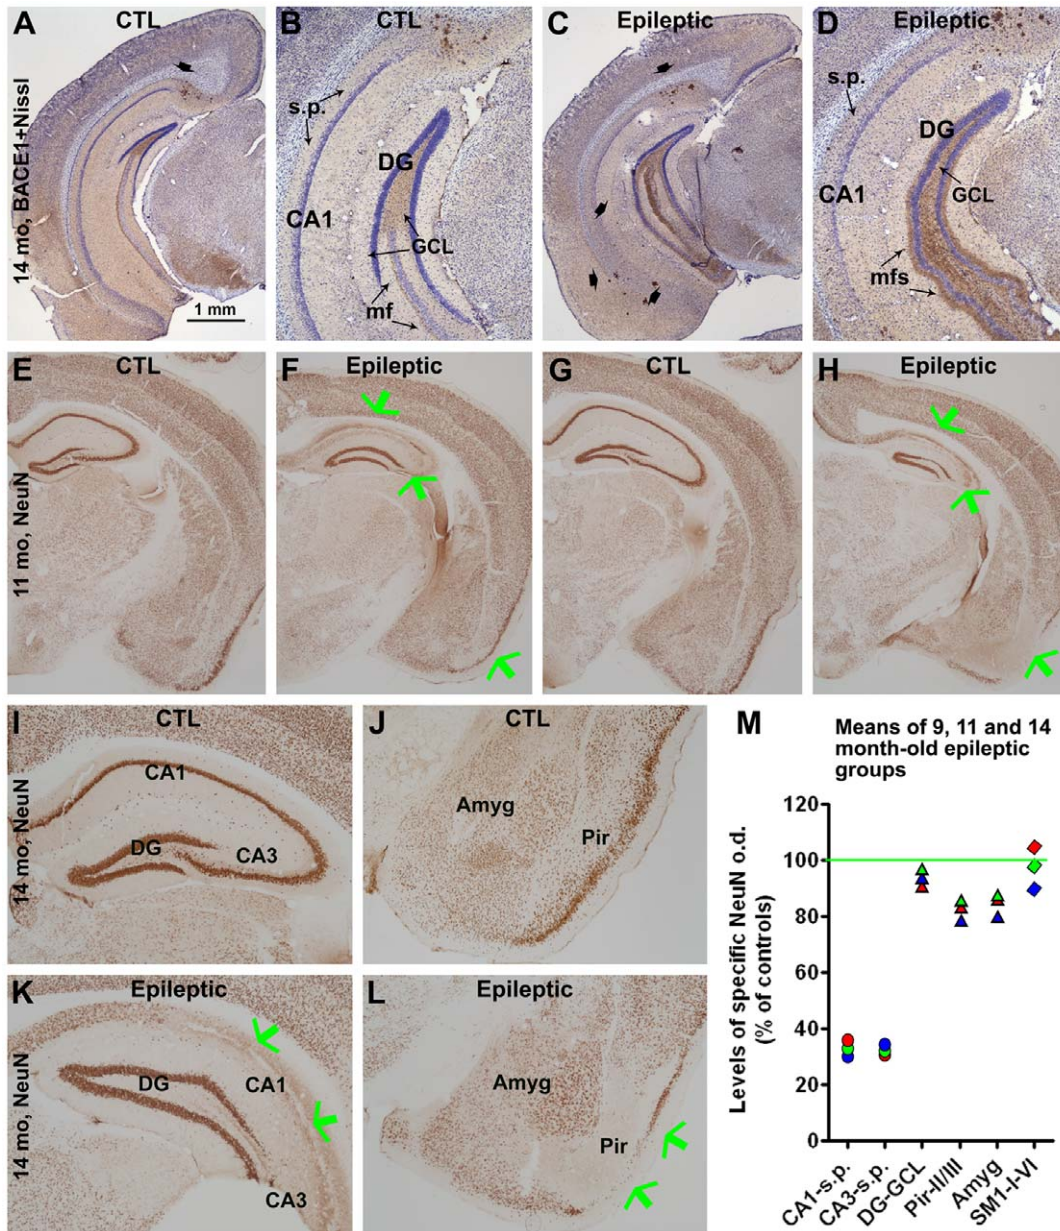 A CTL
B CTL
C Epileptic
D Epileptic
14 mo, BACE1+Nissl
1 mm
s.p.
DG
CA1
GCL
mf
s.p.
DG
GCL
CA1
mfs
E CTL
F Epileptic
G CTL
H Epileptic
11 mo, NeuN
I CTL
14 mo, NeuN
CA1
DG
CA3
J CTL
Amyg
Pir
K Epileptic
14 mo, NeuN
DG
CA1
CA3
L Epileptic
Amyg
Pir
M
Means of 9, 11 and 14
month-old epileptic
groups
Levels of specific NeuN o.d.
(% of controls)
120
100
80
60
40
20
0
CA1-s.p.
CA3-s.p.
DG-GCL
Pir-II/III
Amyg
SM1-I-VI